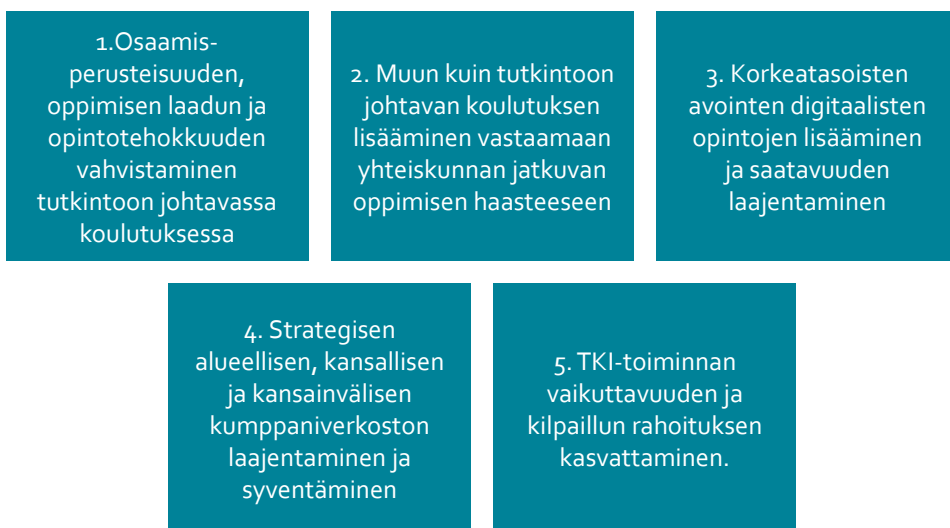 1.Osaamis-
perusteisuuden,
oppimisen laadun ja
opintotehokkuuden
vahvistaminen
tutkintoon johtavassa
koulutuksessa
2. Muun kuin tutkintoon
johtavan koulutuksen
lisääminen vastaamaan
yhteiskunnan jatkuvan
oppimisen haasteeseen
3. Korkeatasoisten
avointen digitaalisten
opintojen lisääminen
ja saatavuuden
laajentaminen
4. Strategisen
alueellisen, kansallisen
ja kansainvälisen
kumppaniverkoston
laajentaminen ja
syventäminen
5. TKI-toiminnan
vaikuttavuuden ja
kilpaillun rahoituksen
kasvattaminen.